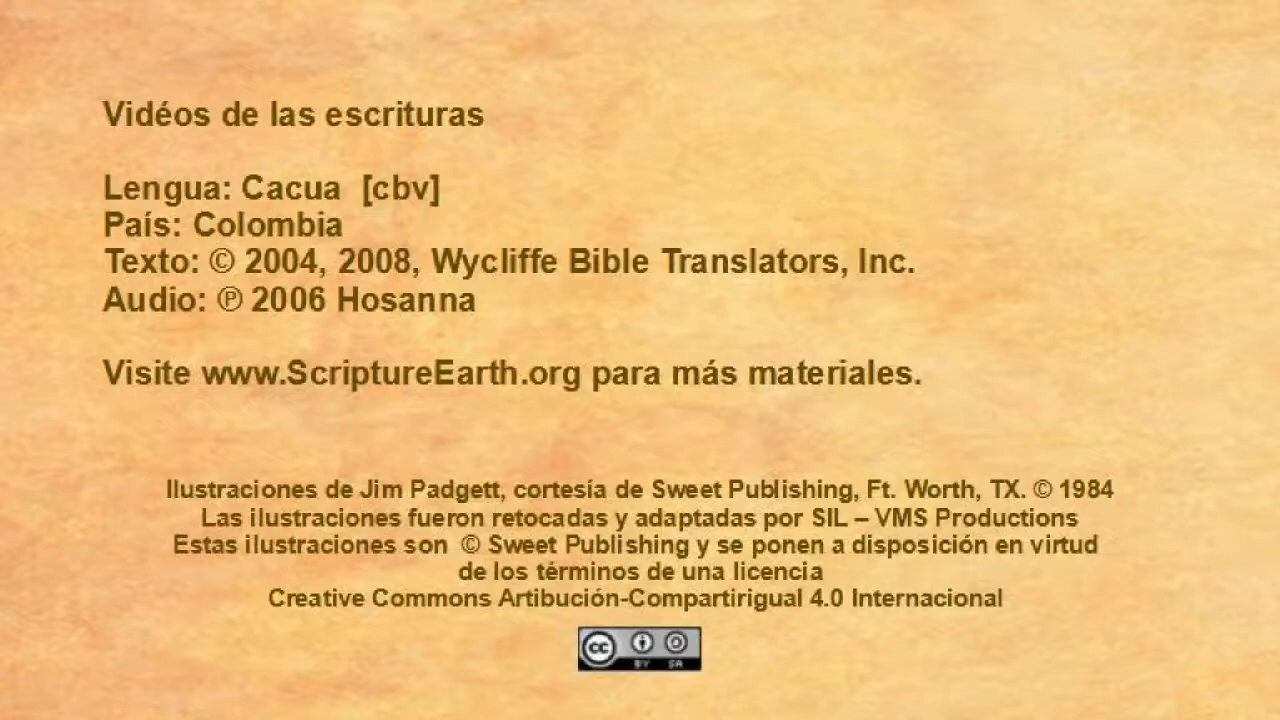 Vidéos de las escrituras
Lengua: Cacua [cbv]
País: Colombia
Texto: © 2004, 2008, Wycliffe Bible Translators, Inc.
Audio: ℗ 2006 Hosanna
Visite www.ScriptureEarth.org para más materiales.
Ilustraciones de Jim Padgett, cortesía de Sweet Publishing, Ft. Worth, TX. © 1984
Las ilustraciones fueron retocadas y adaptadas por SIL – VMS Productions
Estas ilustraciones son © Sweet Publishing y se ponen a disposición en virtud
de los términos de una licencia
Creative Commons Artibución-Compartirigual 4.0 Internacional
cc BY SA